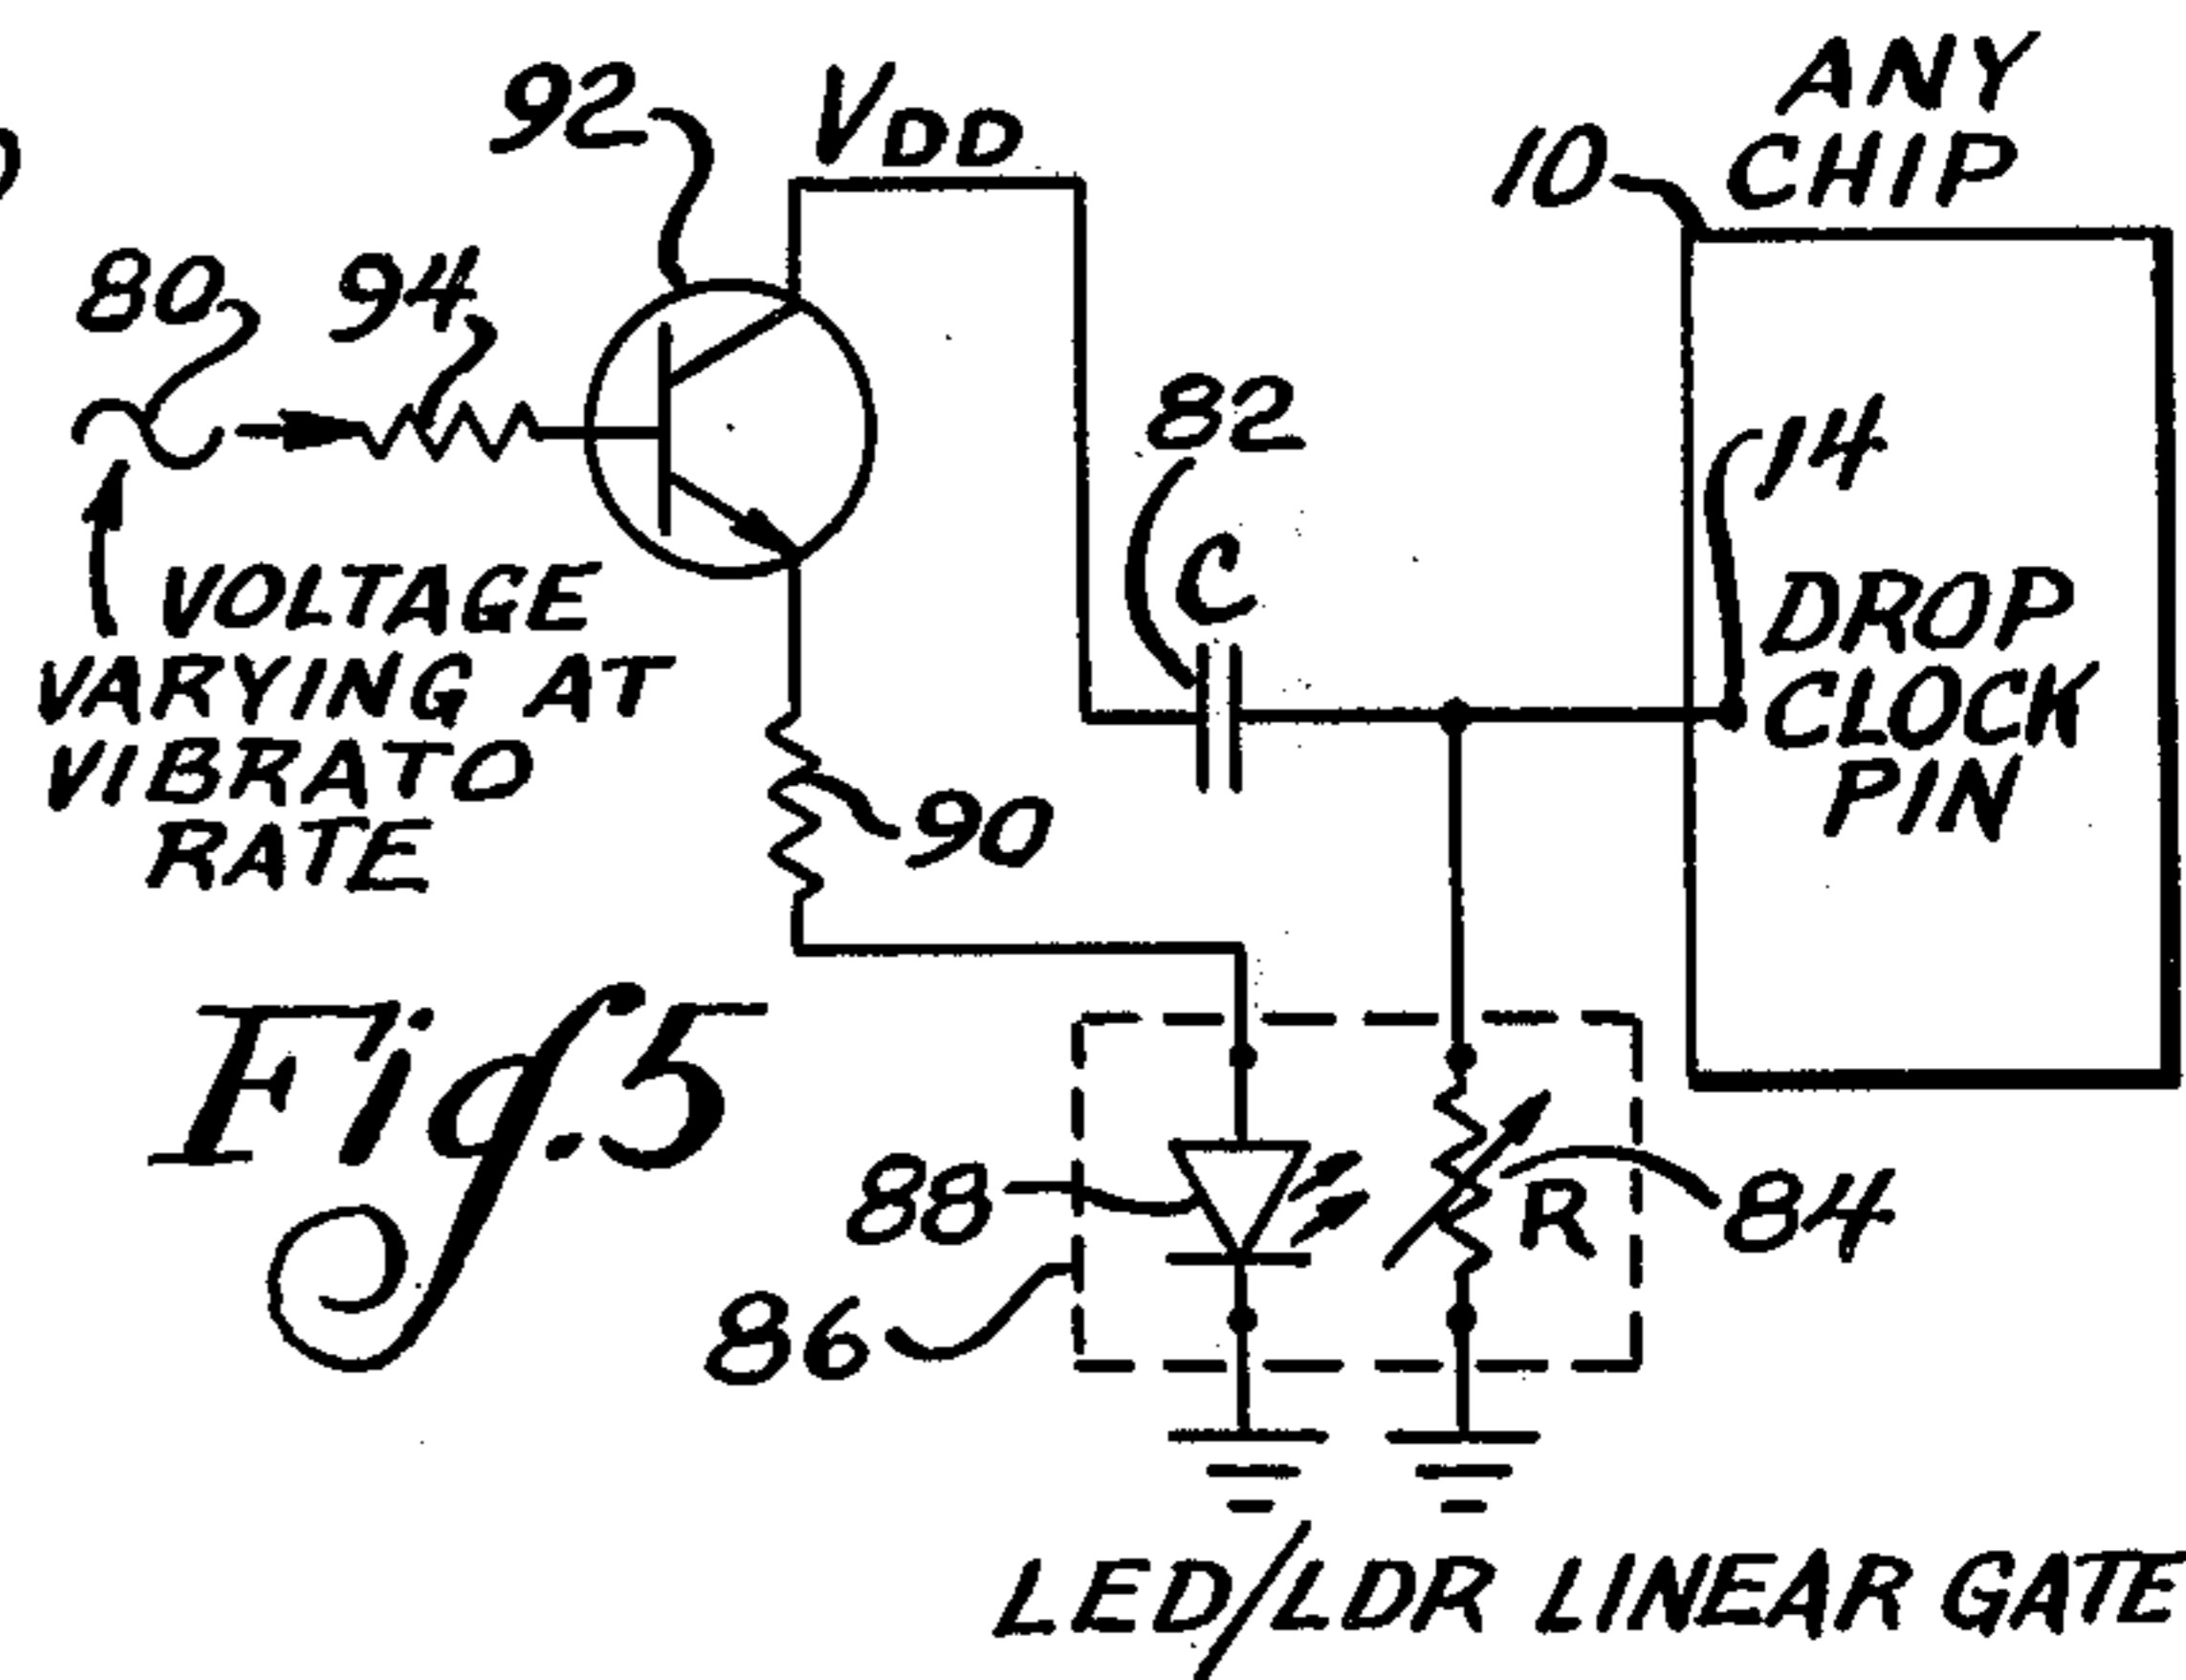 92
VDD
ANY
CHIP
10
80
94
82
C
14
DROP
CLOCK
PIN
VOLTAGE
VARYING AT
VIBRATO
RATE
90
Fig.5
88
R
84
86
LED/LDR LINEAR GATE